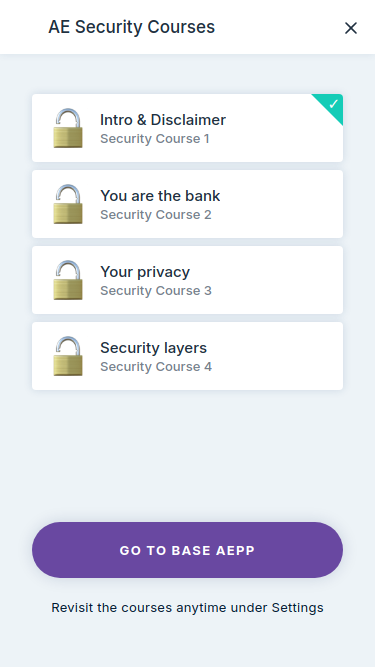 AE Security Courses
Intro & Disclaimer
Security Course 1
You are the bank
Security Course 2
Your privacy
Security Course 3
Security layers
Security Course 4
GO TO BASE AEPP
Revisit the courses anytime under Settings